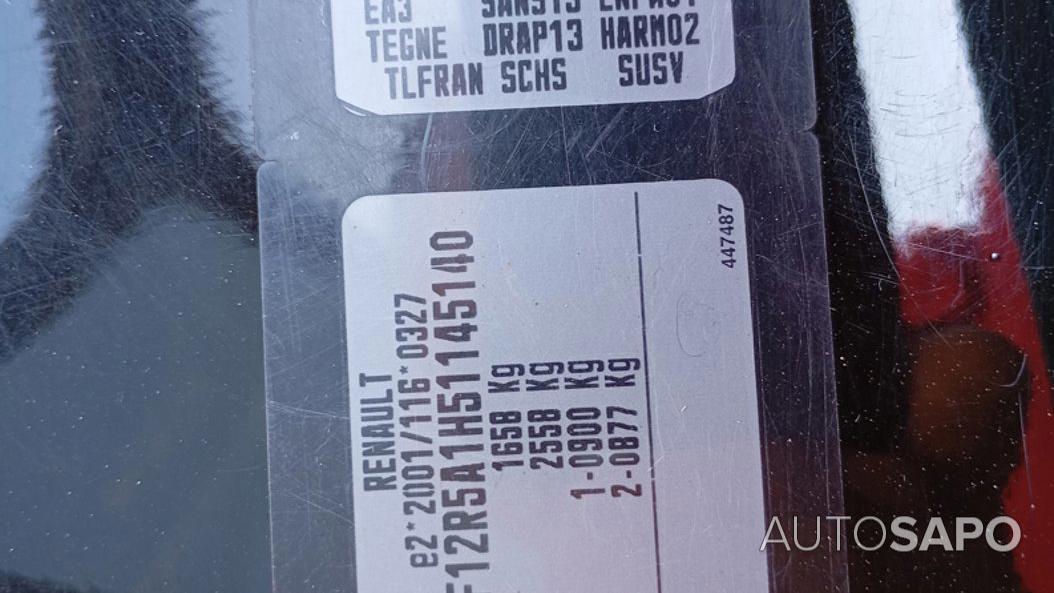 TEGNE DRAP13 HARM02
TLFRAN SCHS SUSV
RENAULT
e2*2001/116*0327
F12R5A1H51145140
1658 Kg
2558 Kg
1-0900 Kg
2-0877 Kg
447487
AUTOSAPO